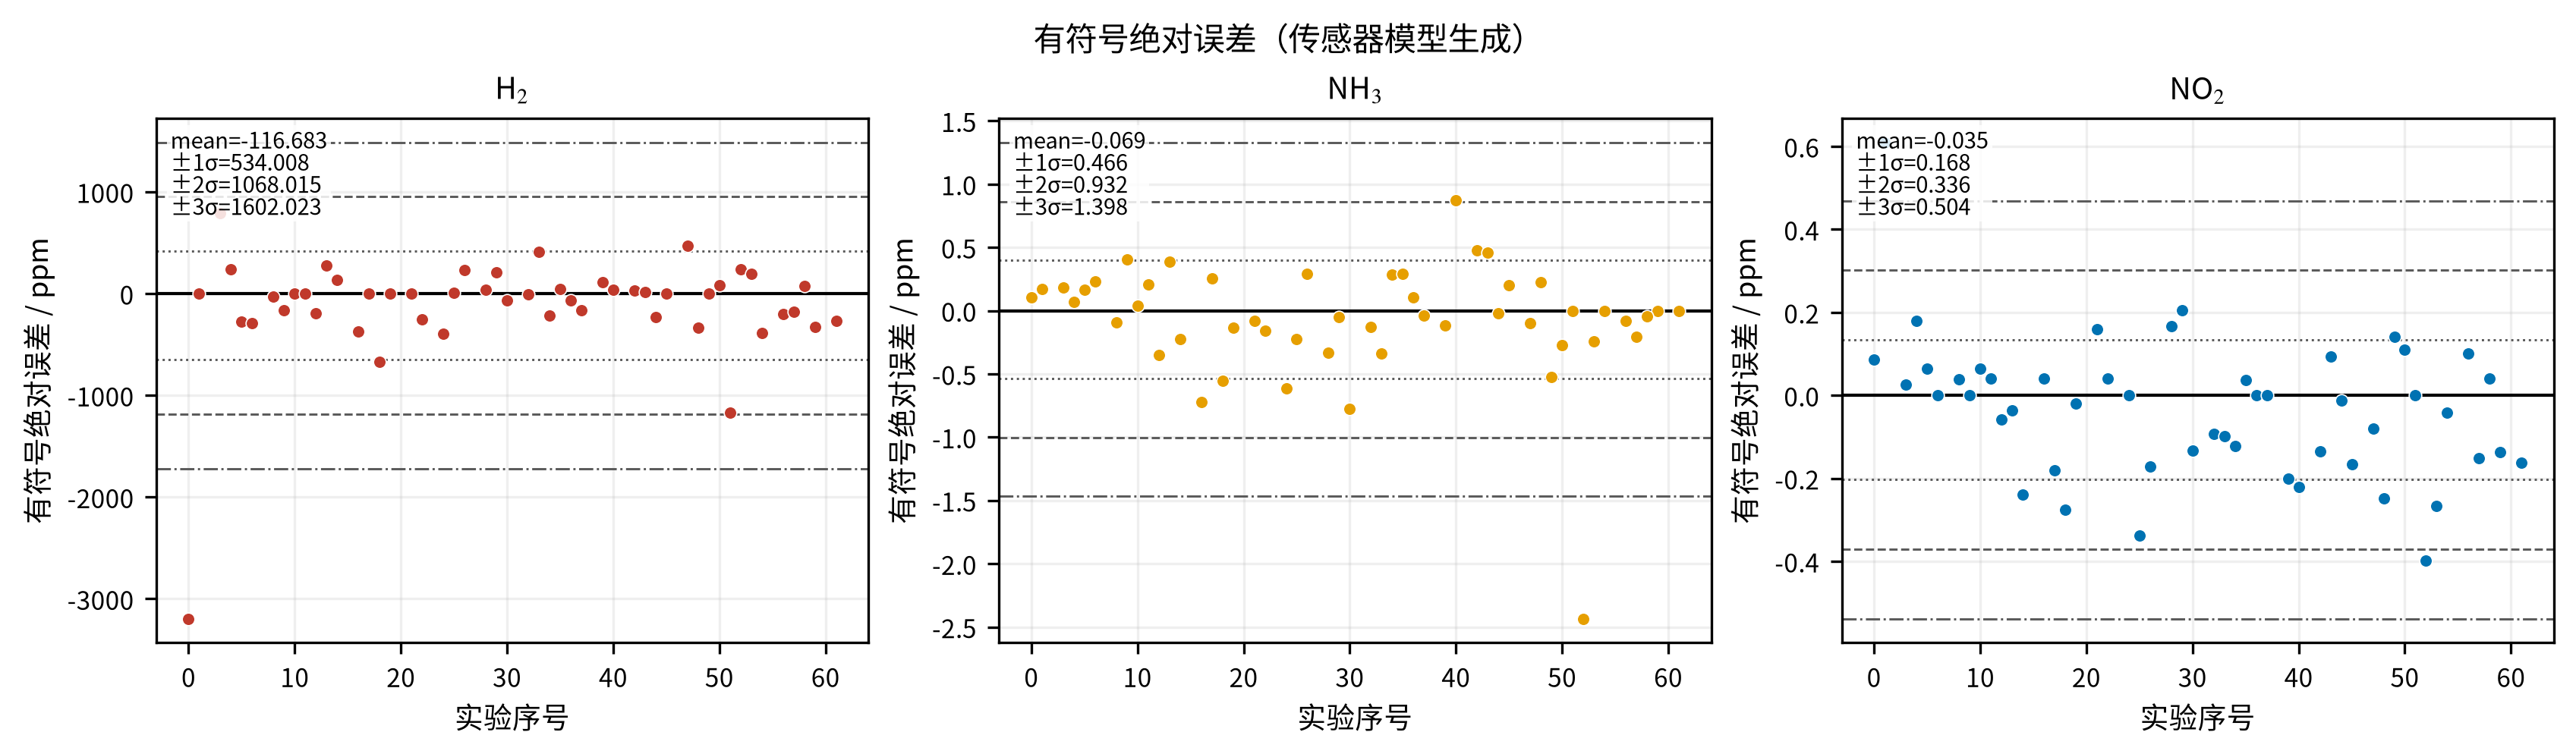 有符号绝对误差（传感器模型生成）
H₂
mean=-116.683
±1σ=534.008
±2σ=1068.015
±3σ=1602.023
1000
0
-1000
-2000
-3000
有符号绝对误差 / ppm
0 10 20 30 40 50 60
实验序号
NH₃
mean=-0.069
±1σ=0.466
±2σ=0.932
±3σ=1.398
1.5
1.0
0.5
0.0
-0.5
-1.0
-1.5
-2.0
-2.5
有符号绝对误差 / ppm
0 10 20 30 40 50 60
实验序号
NO₂
mean=-0.035
±1σ=0.168
±2σ=0.336
±3σ=0.504
0.6
0.4
0.2
0.0
-0.2
-0.4
有符号绝对误差 / ppm
0 10 20 30 40 50 60
实验序号